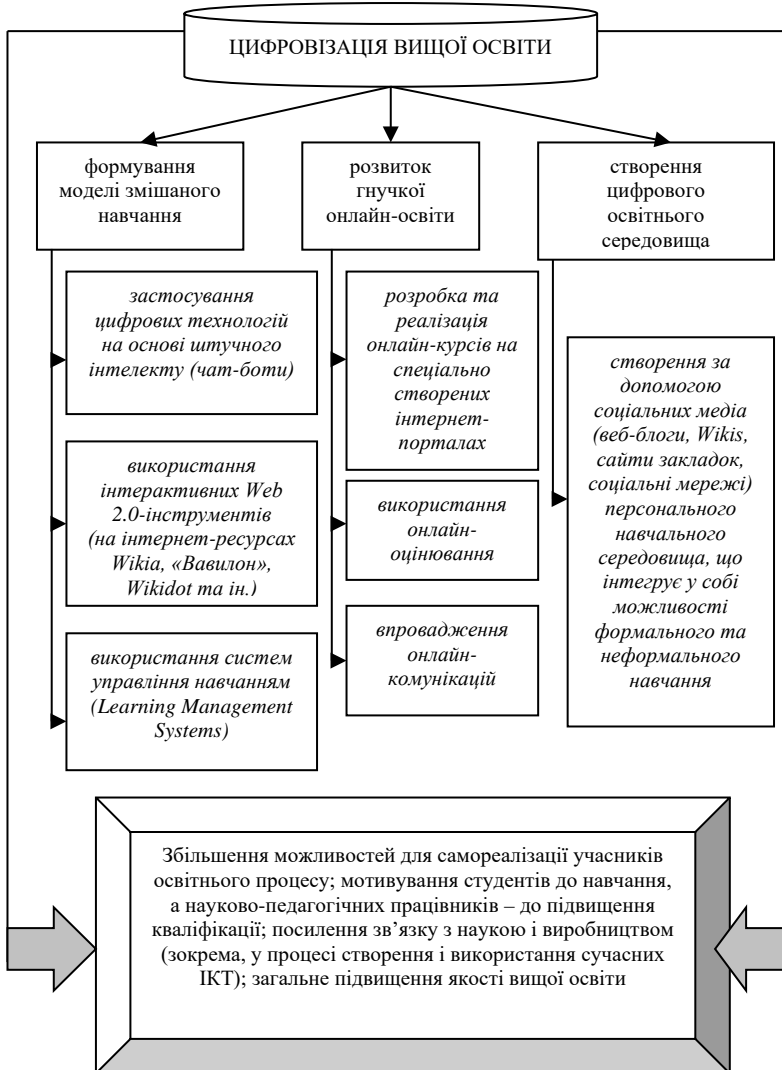 ЦИФРОВІЗАЦІЯ ВИЩОЇ ОСВІТИ
формування
моделі змішаного
навчання
розвиток
гнучкої
онлайн-освіти
створення
цифрового
освітнього
середовища
застосування
цифрових технологій
на основі штучного
інтелекту (чат-боти)
використання
інтерактивних Web
2.0-інструментів
(на інтернет-ресурсах
Wikia, «Вавилон»,
Wikidot та ін.)
використання систем
управління навчанням
(Learning Management
Systems)
розробка та
реалізація
онлайн-курсів на
спеціально
створених
інтернет-
порталах
використання
онлайн-
оцінювання
впровадження
онлайн-
комунікацій
створення за
допомогою
соціальних медіа
(веб-блоги, Wikis,
сайти закладок,
соціальні мережі)
персонального
навчального
середовища, що
інтегрує у собі
можливості
формального та
неформального
навчання
Збільшення можливостей для самореалізації учасників
освітнього процесу; мотивування студентів до навчання,
а науково-педагогічних працівників – до підвищення
кваліфікації; посилення зв’язку з наукою і виробництвом
(зокрема, у процесі створення і використання сучасних
ІКТ); загальне підвищення якості вищої освіти